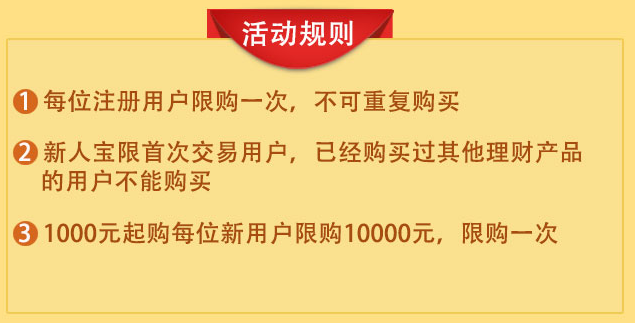 活动规则
1 每位注册用户限购一次，不可重复购买
2 新人宝限首次交易用户，已经购买过其他理财产品
的用户不能购买
3 1000元起购每位新用户限购10000元，限购一次